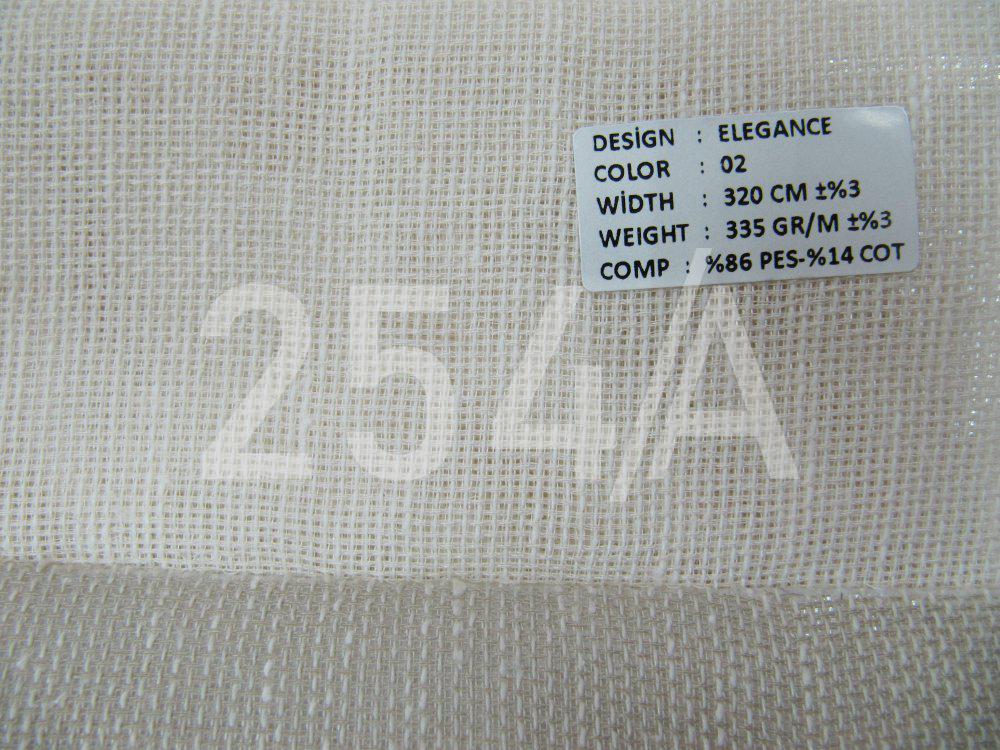 DESİGN : ELEGANCE
COLOR : 02
WİDTH : 320 CM ±%3
WEIGHT : 335 GR/M ±%3
COMP : %86 PES-%14 COT
254/A